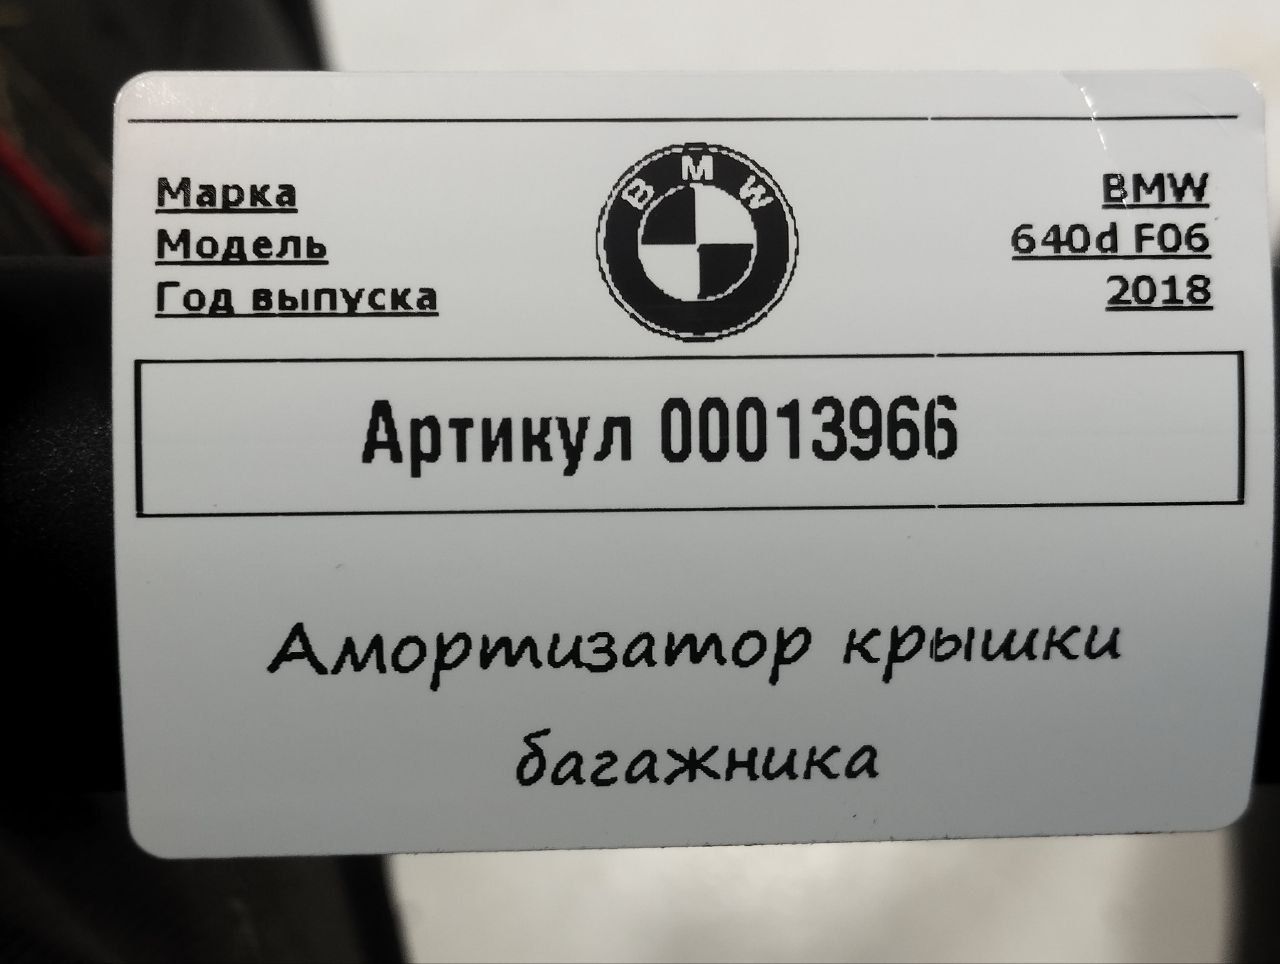 Марка BMW BMW
Модель 640d F06
Год выпуска 2018
Артикул 00013966
Амортизатор крышки
багажника